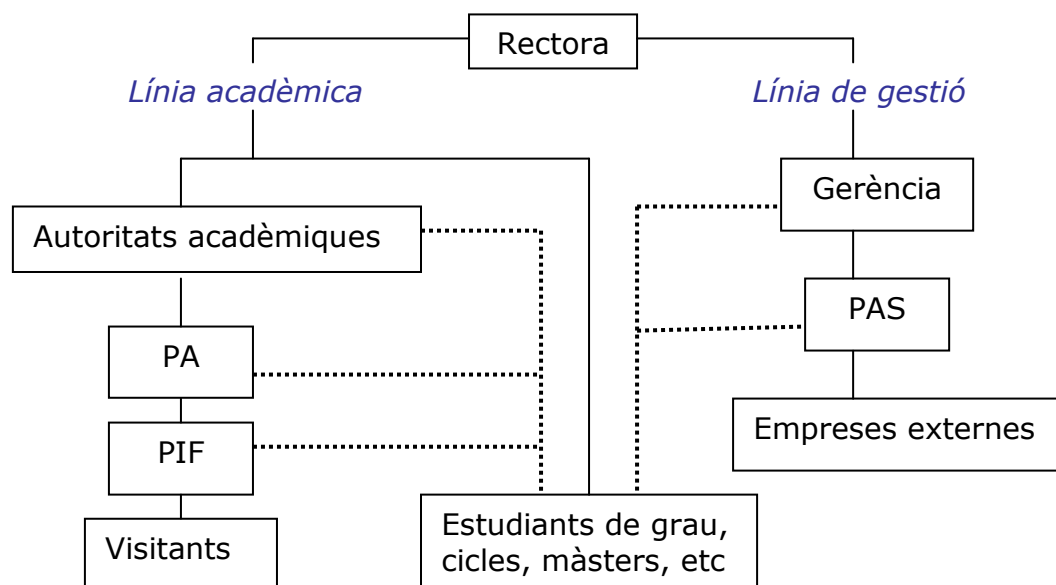 Rectora
Línia acadèmica
Línia de gestió
Gerència
Autoritats acadèmiques
PAS
PA
Empreses externes
PIF
Estudiants de grau,
cicles, màsters, etc
Visitants